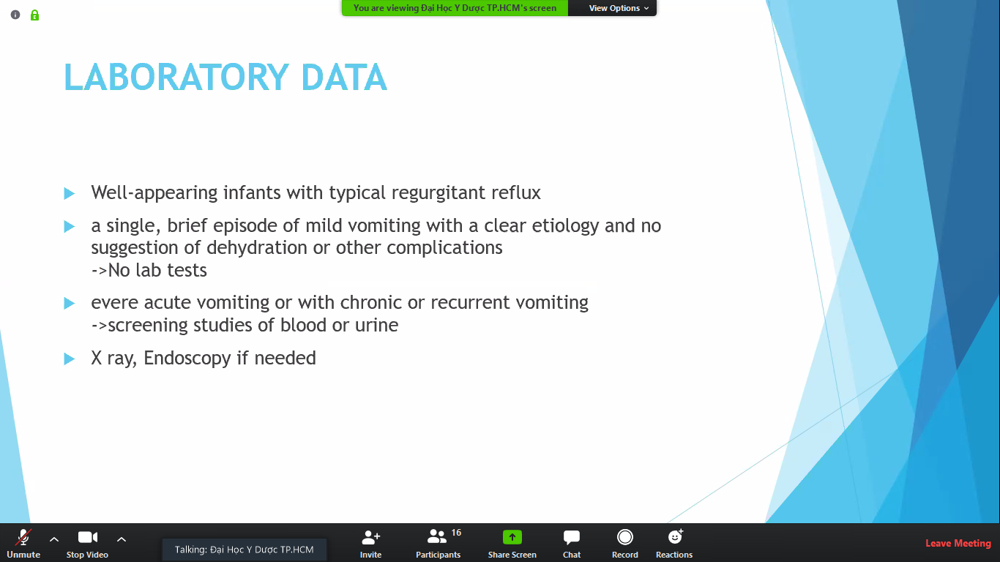 You are viewing Đại Học Y Dược TP.HCM's screen
View Options
LABORATORY DATA
Well-appearing infants with typical regurgitant reflux
a single, brief episode of mild vomiting with a clear etiology and no
suggestion of dehydration or other complications
->No lab tests
evere acute vomiting or with chronic or recurrent vomiting
->screening studies of blood or urine
X ray, Endoscopy if needed
Unmute
Stop Video
Talking: Đại Học Y Dược TP.HCM
Invite
Participants
16
Share Screen
Chat
Record
Reactions
Leave Meeting